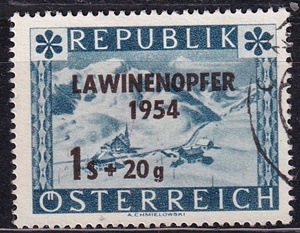 REPUBLIK
LAWINENOPFER
1954
1S+20g
ÖSTERREICH
A.CHMIELOWSKI